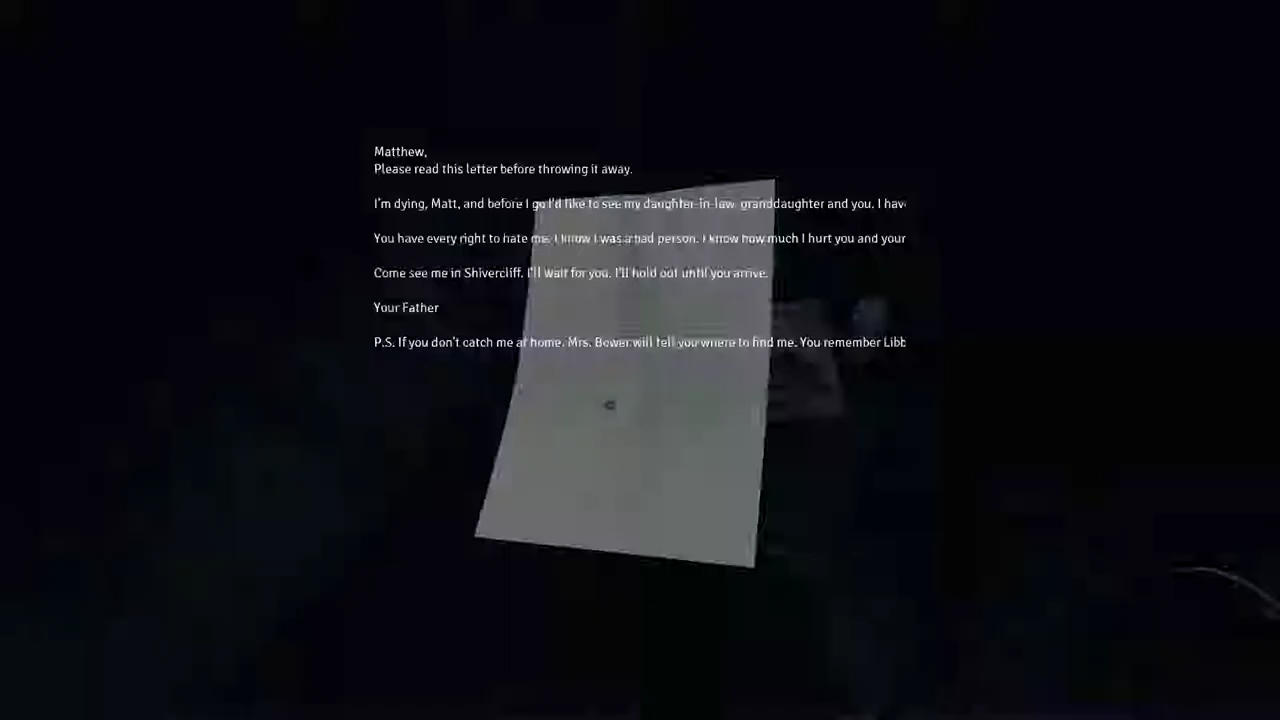 Matthew,
Please read this letter before throwing it away.
I'm dying, Matt, and before I go I'd like to see my daughter-in-law, granddaughter and you. I hav
You have every right to hate me. I know I was a bad person. I know how much I hurt you and your
Come see me in Shivercliff. I'll wait for you. I'll hold out until you arrive.
Your Father
P.S. If you don't catch me at home, Mrs. Bower will tell you where to find me. You remember Libb